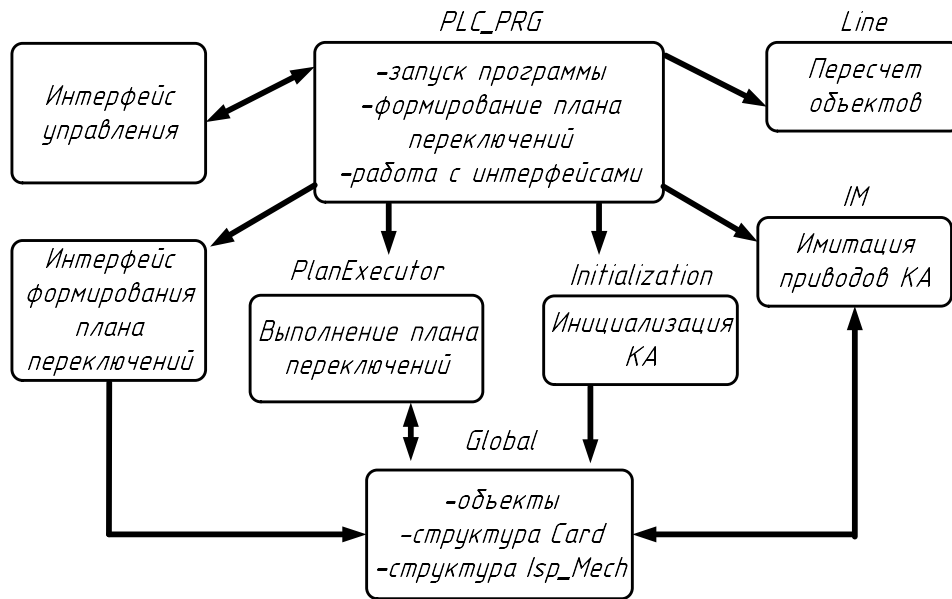 PLC_PRG
Line
Интерфейс
управления
-запуск программы
-формирование плана
переключений
-работа с интерфейсами
Пересчет
объектов
IM
Интерфейс
формирования
плана
переключений
PlanExecutor
Выполнение плана
переключений
Initialization
Инициализация
КА
Имитация
приводов КА
Global
-объекты
-структура Card
-структура Isp_Mech